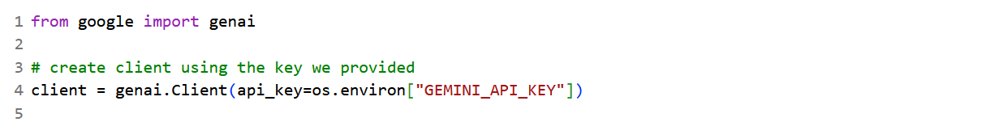 1 from google import genai
2
3 # create client using the key we provided
4 client = genai.Client(api_key=os.environ["GEMINI_API_KEY"])
5